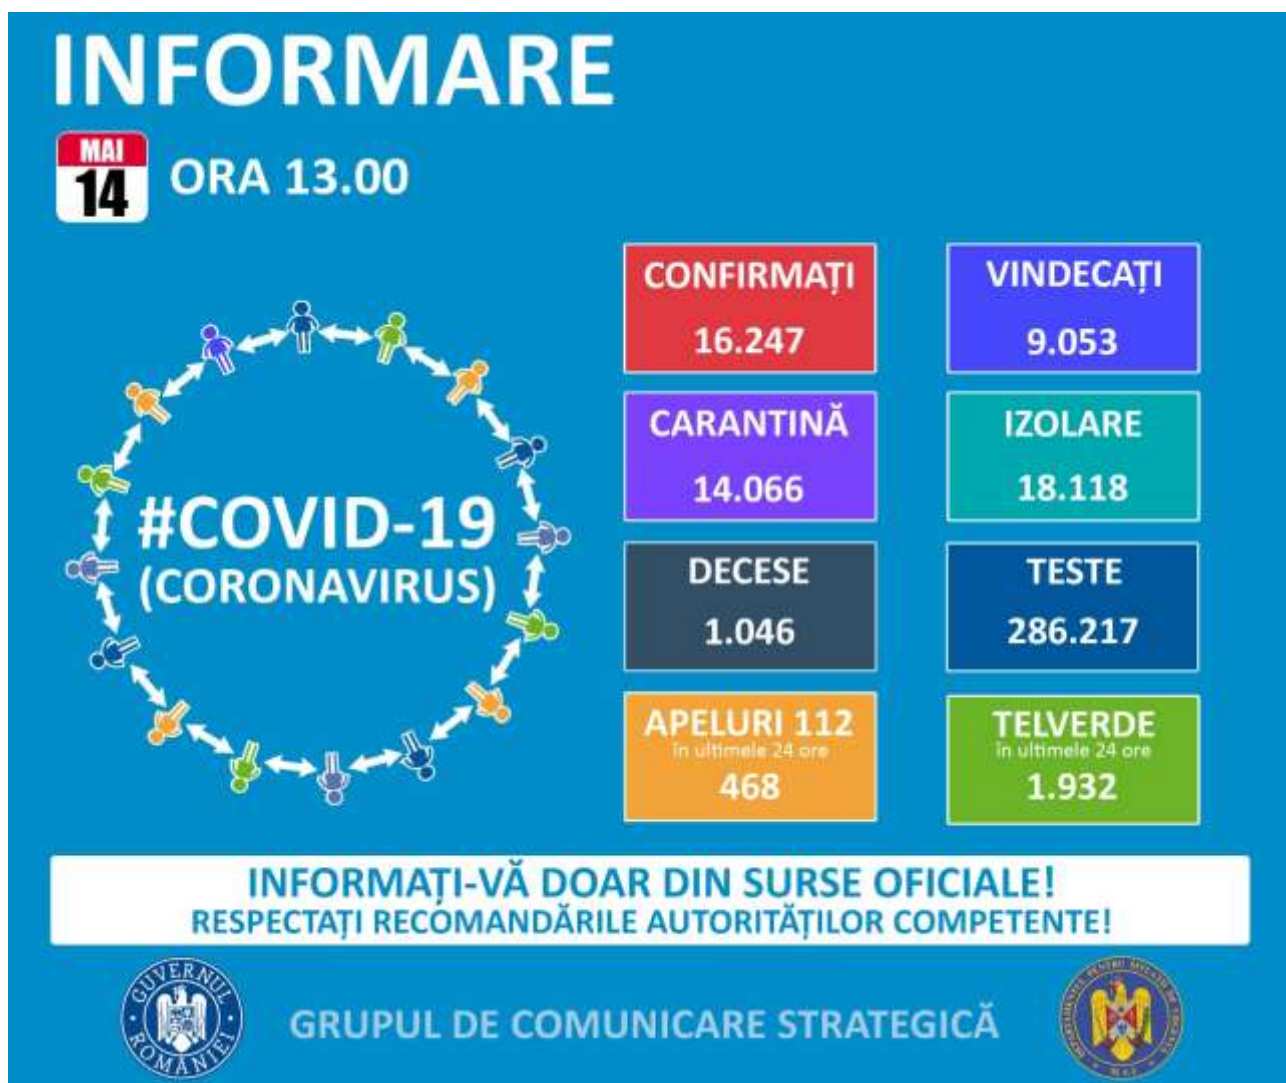 INFORMARE
MAI
14
ORA 13.00
CONFIRMAȚI
16.247
VINDECAȚI
9.053
CARANTINĂ
14.066
IZOLARE
18.118
#COVID-19
(CORONAVIRUS)
DECESE
1.046
TESTE
286.217
APELURI 112
în ultimele 24 ore
468
TELVERDE
în ultimele 24 ore
1.932
INFORMAȚI-VĂ DOAR DIN SURSE OFICIALE!
RESPECTAȚI RECOMANDĂRILE AUTORITĂȚILOR COMPETENTE!
GUVERNUL
ROMÂNIEI
GRUPUL DE COMUNICARE STRATEGICĂ